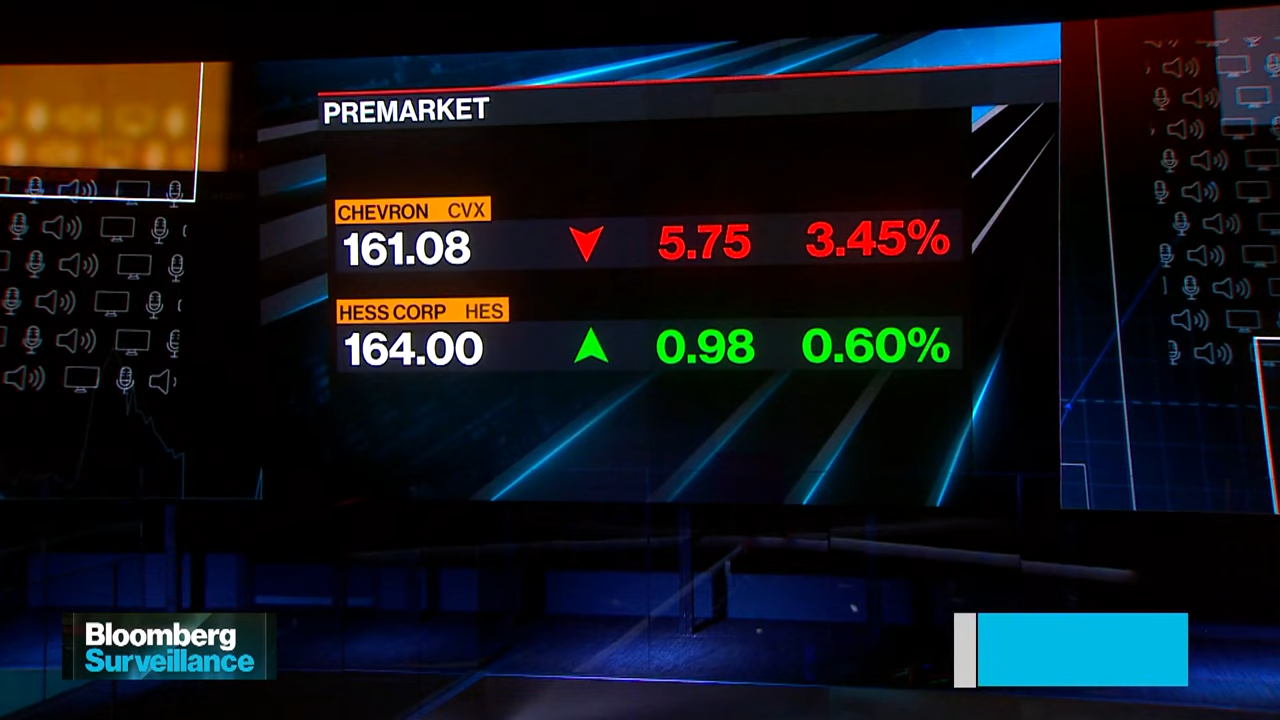 PREMARKET
CHEVRON CVX
161.08 ▼ 5.75 3.45%
HESS CORP HES
164.00 ▲ 0.98 0.60%
Bloomberg
Surveillance